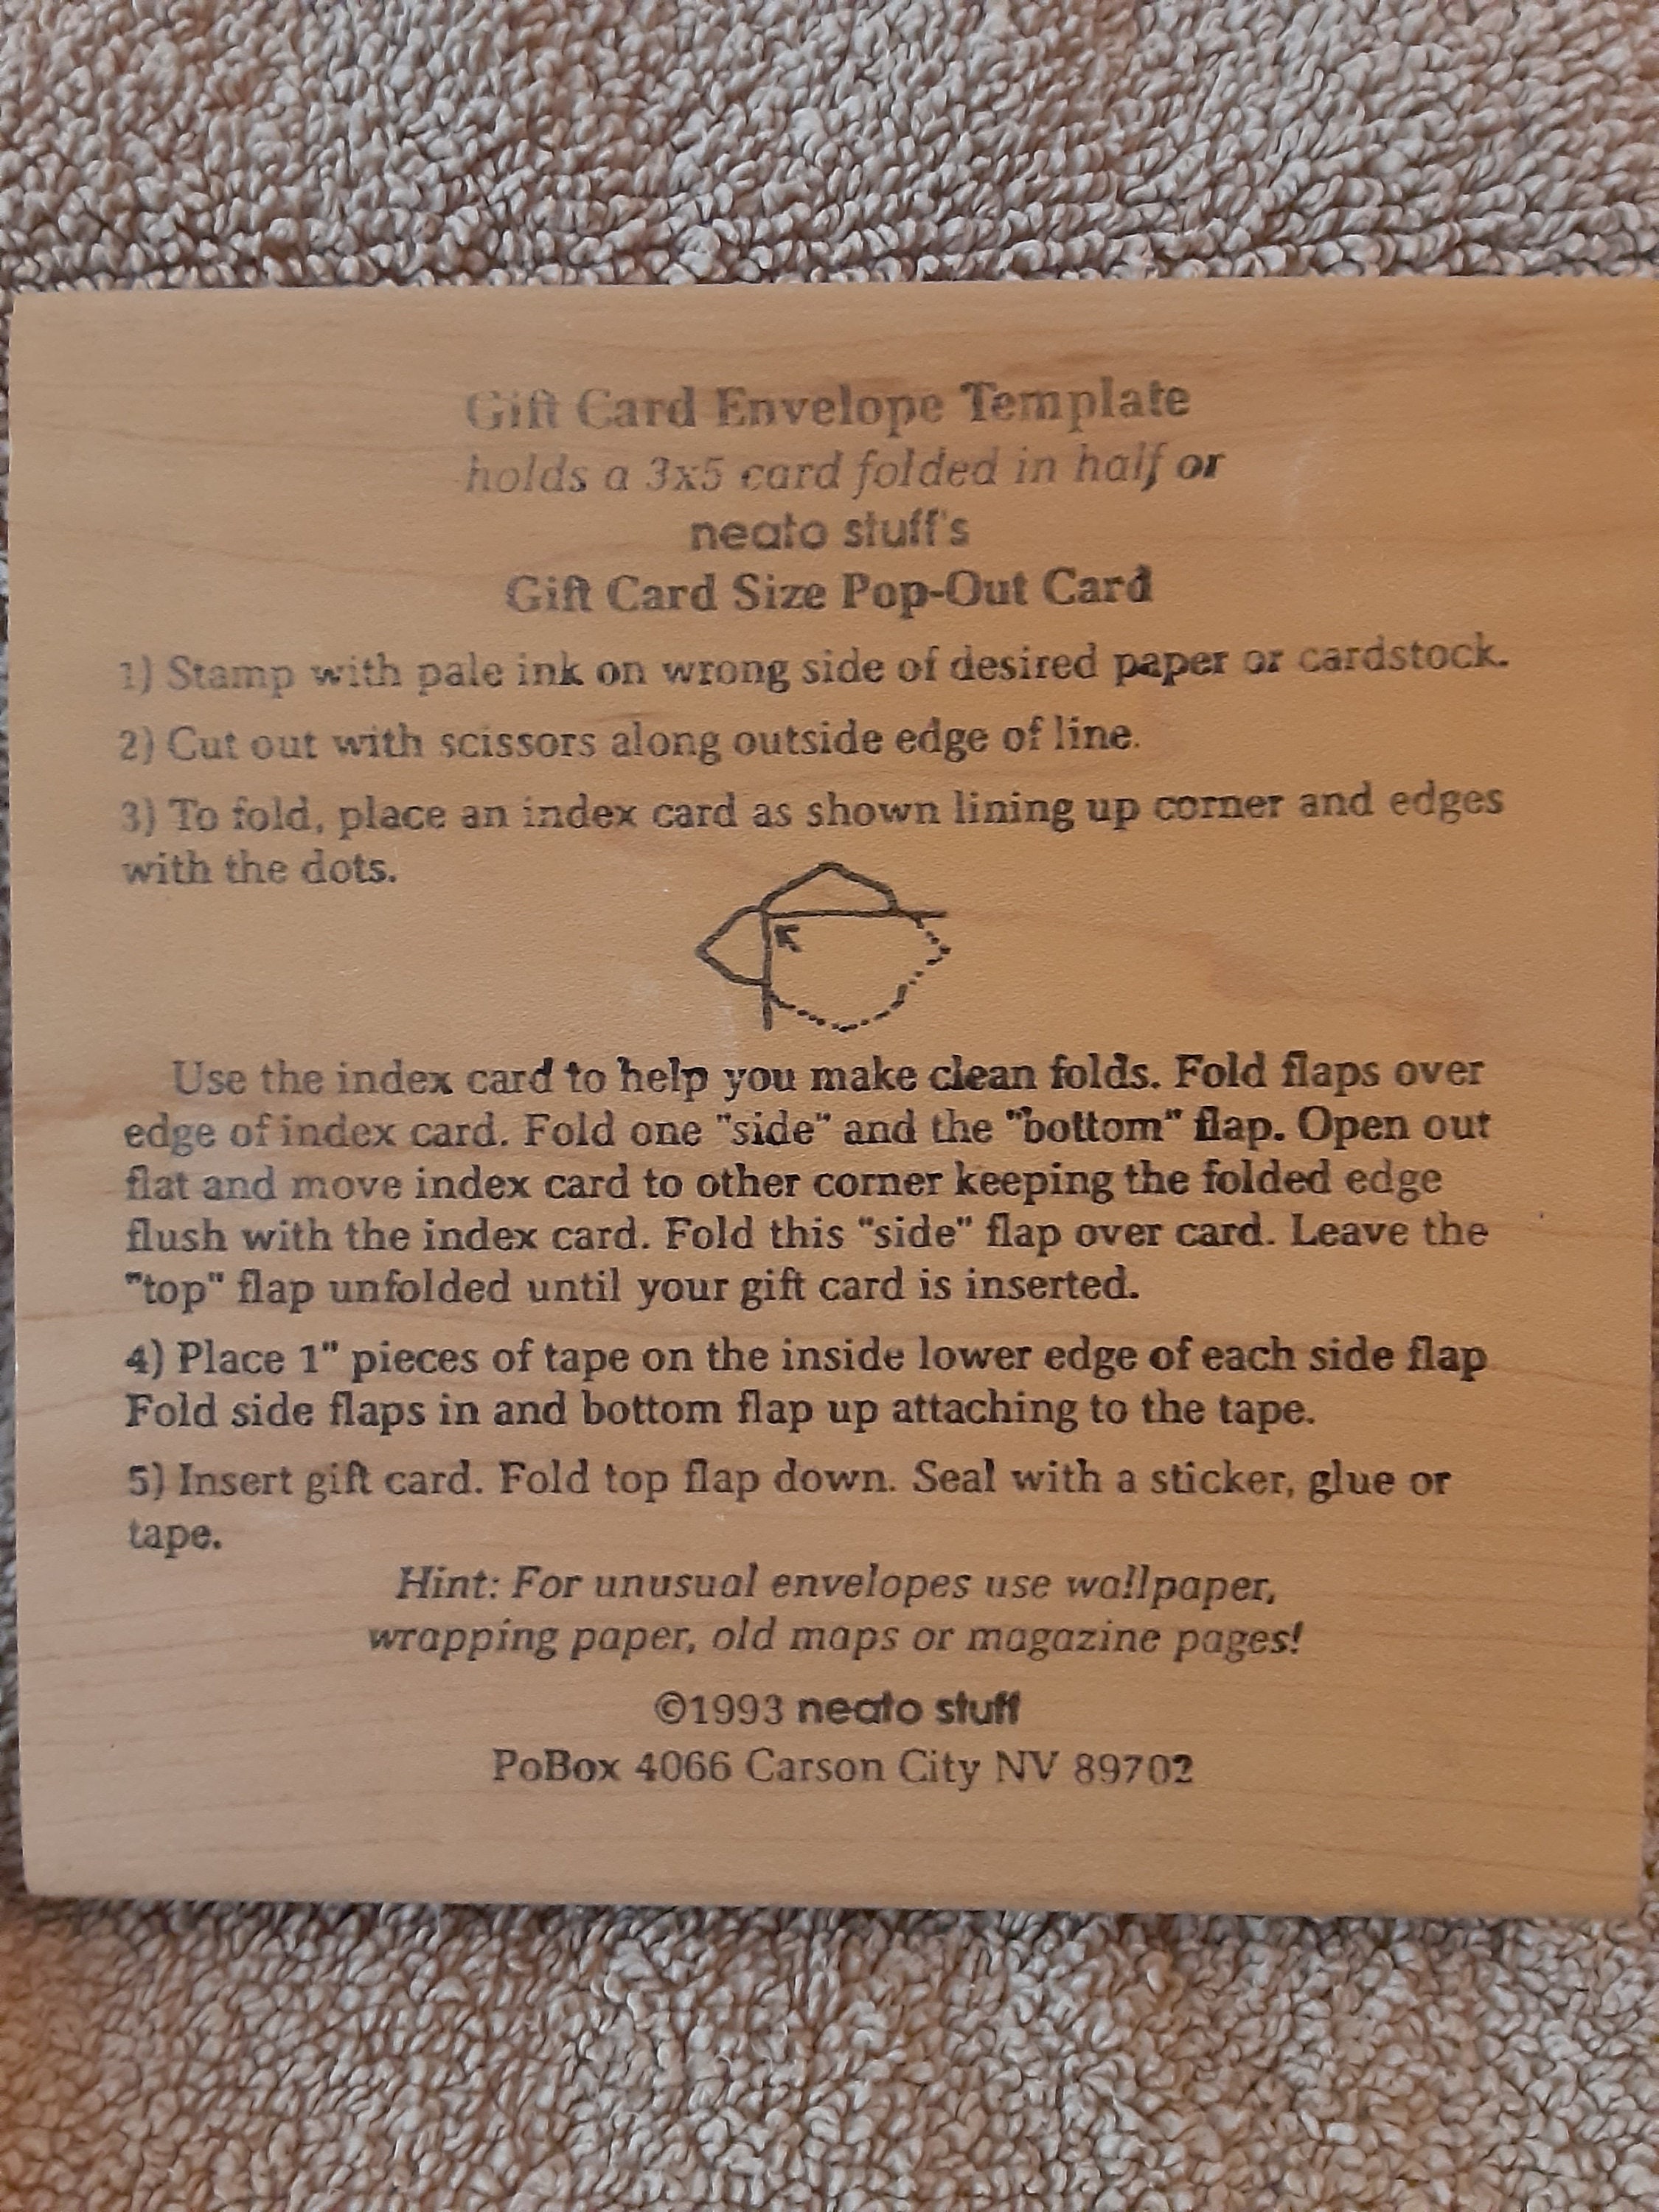 Gift Card Envelope Template
holds a 3x5 card folded in half or
neato stuff's
Gift Card Size Pop-Out Card
1) Stamp with pale ink on wrong side of desired paper or cardstock.
2) Cut out with scissors along outside edge of line.
3) To fold, place an index card as shown lining up corner and edges
with the dots.
Use the index card to help you make clean folds. Fold flaps over
edge of index card. Fold one "side" and the "bottom" flap. Open out
flat and move index card to other corner keeping the folded edge
flush with the index card. Fold this "side" flap over card. Leave the
"top" flap unfolded until your gift card is inserted.
4) Place 1" pieces of tape on the inside lower edge of each side flap
Fold side flaps in and bottom flap up attaching to the tape.
5) Insert gift card. Fold top flap down. Seal with a sticker, glue or
tape.
Hint: For unusual envelopes use wallpaper,
wrapping paper, old maps or magazine pages!
©1993 neato stuff
PoBox 4066 Carson City NV 89702